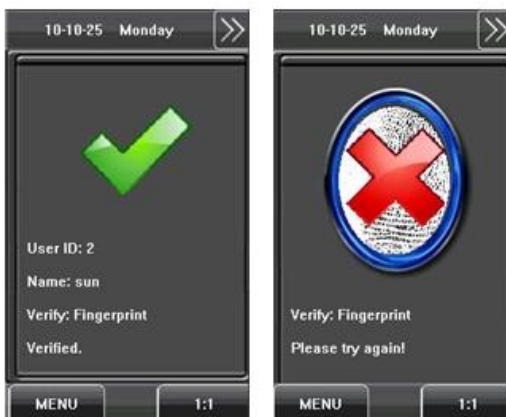 10-10-25 Monday
User ID: 2
Name: sun
Verify: Fingerprint
Verified.
MENU 1:1
10-10-25 Monday
Verify: Fingerprint
Please try again!
MENU 1:1